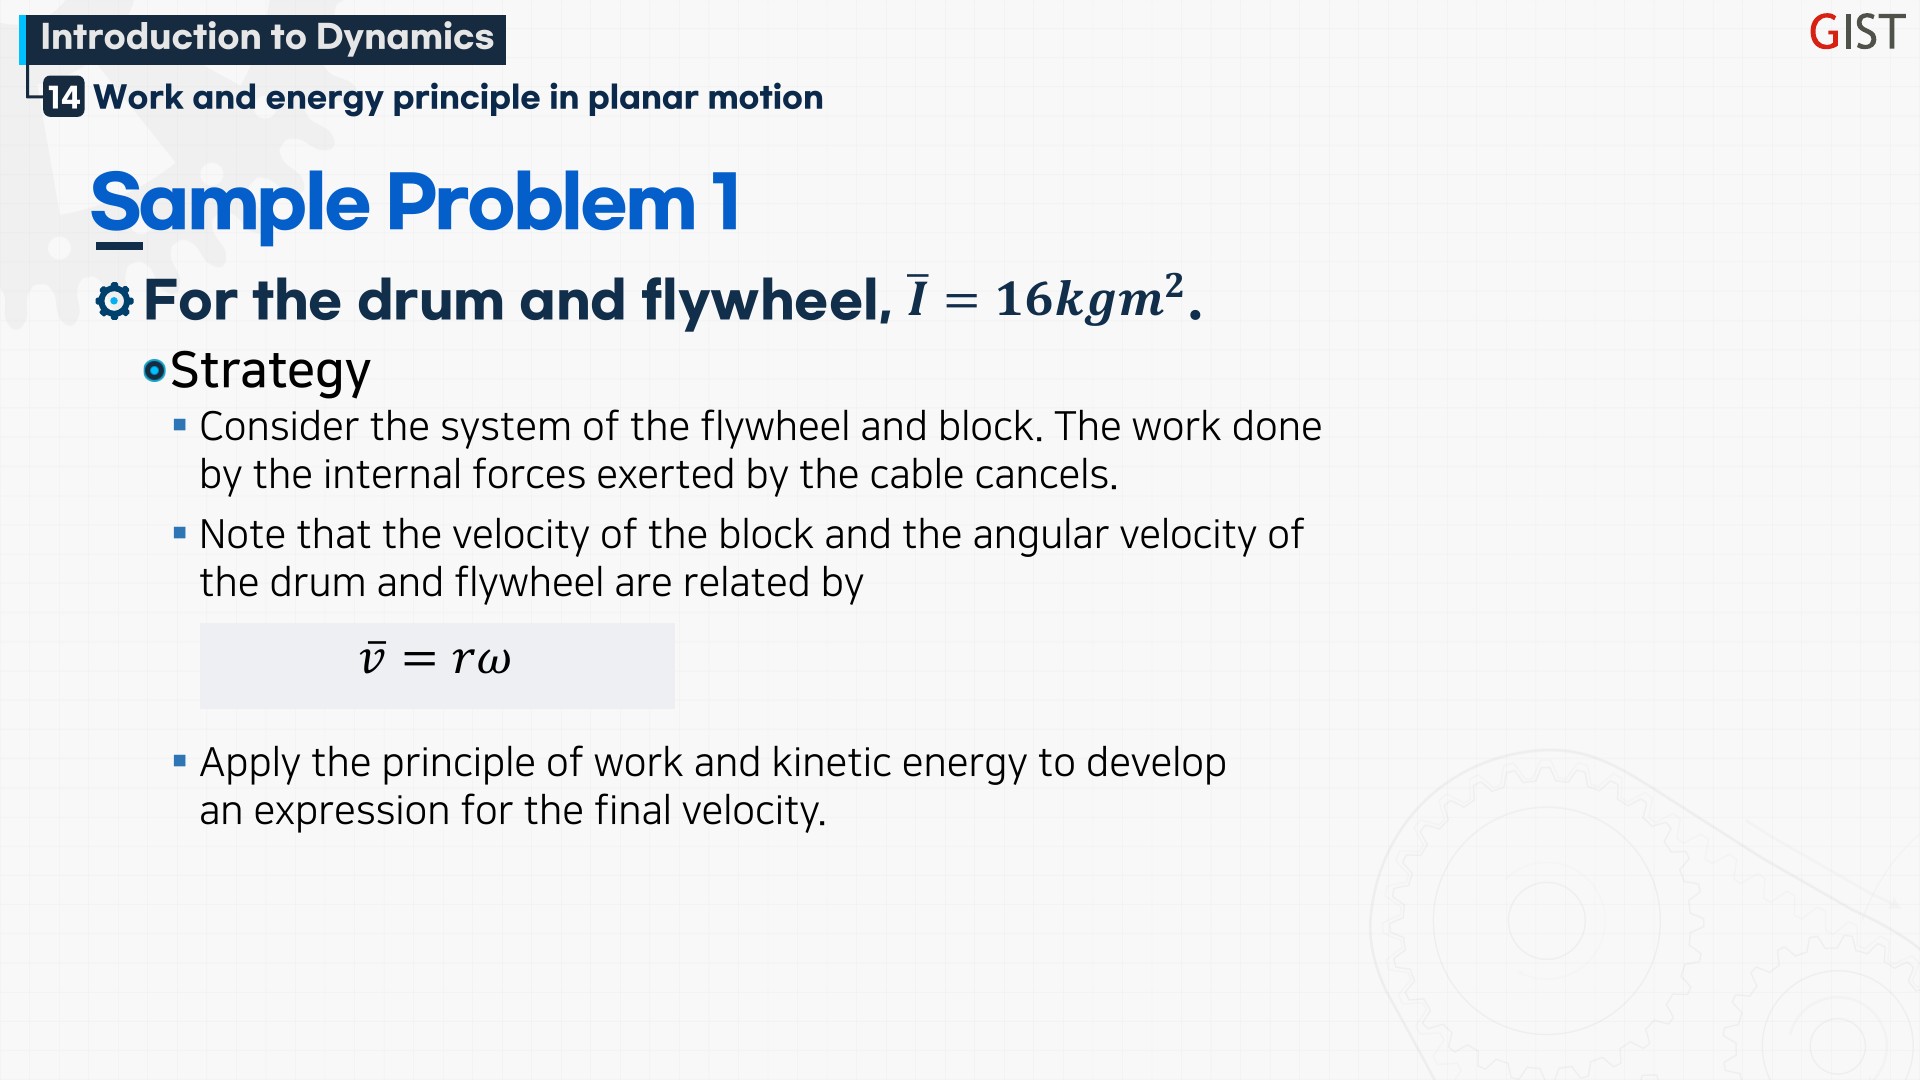 Introduction to Dynamics
GIST
14 Work and energy principle in planar motion
Sample Problem 1
For the drum and flywheel, Ī = 16kgm².
Strategy
Consider the system of the flywheel and block. The work done
by the internal forces exerted by the cable cancels.
Note that the velocity of the block and the angular velocity of
the drum and flywheel are related by
v̄ = rω
Apply the principle of work and kinetic energy to develop
an expression for the final velocity.